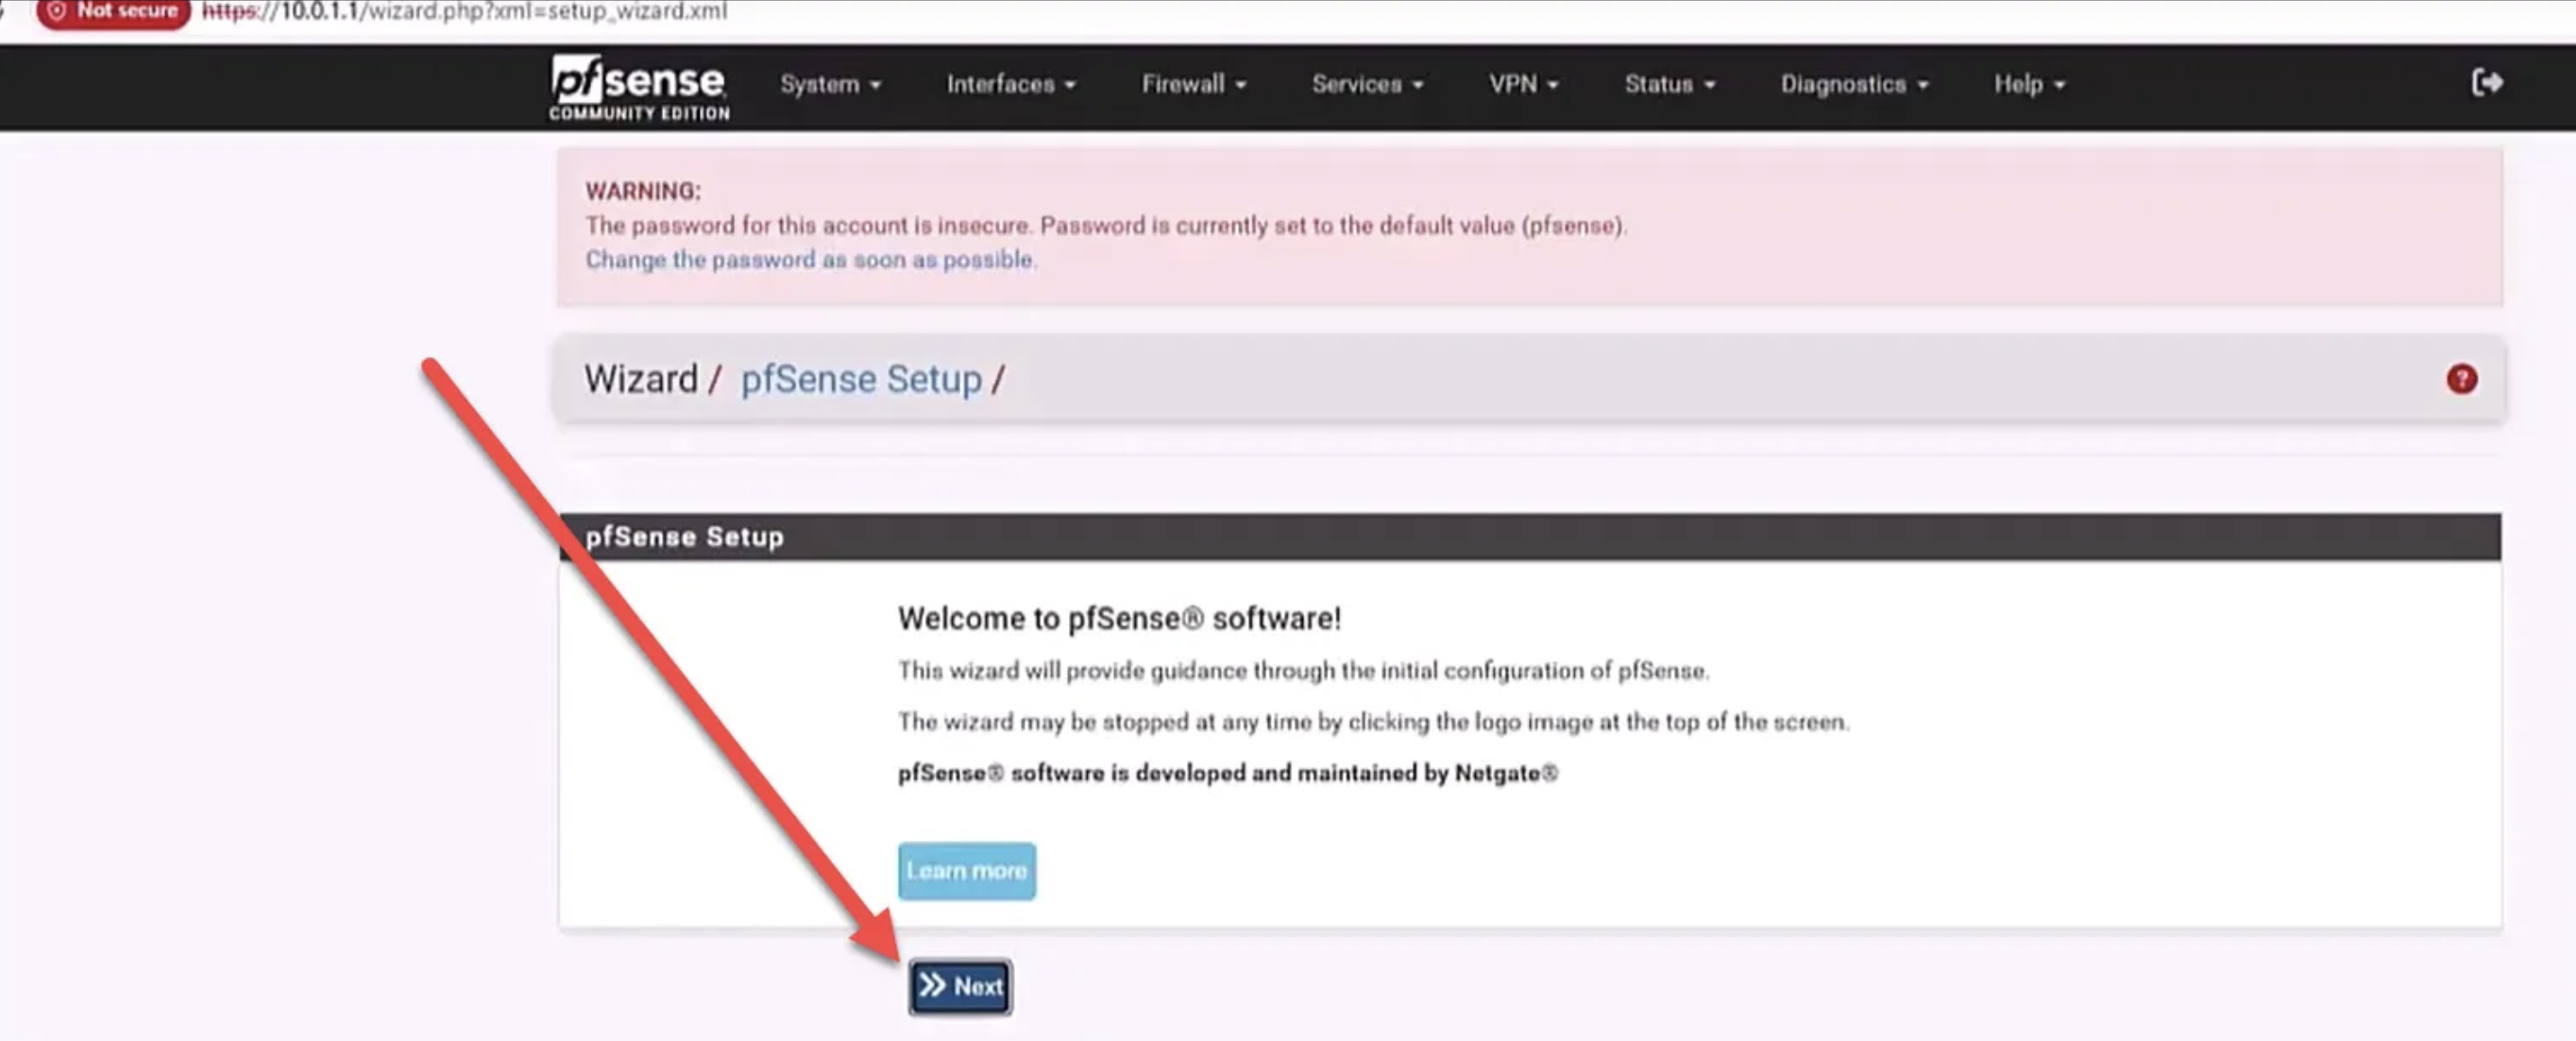 Not secure https://10.0.1.1/wizard.php?xml=setup_wizard.xml
pfsense System Interfaces Firewall Services VPN Status Diagnostics Help
COMMUNITY EDITION
WARNING:
The password for this account is insecure. Password is currently set to the default value (pfsense).
Change the password as soon as possible.
Wizard / pfSense Setup / ?
pfSense Setup
Welcome to pfSense® software!
This wizard will provide guidance through the initial configuration of pfSense.
The wizard may be stopped at any time by clicking the logo image at the top of the screen.
pfSense® software is developed and maintained by Netgate®
Learn more
>> Next